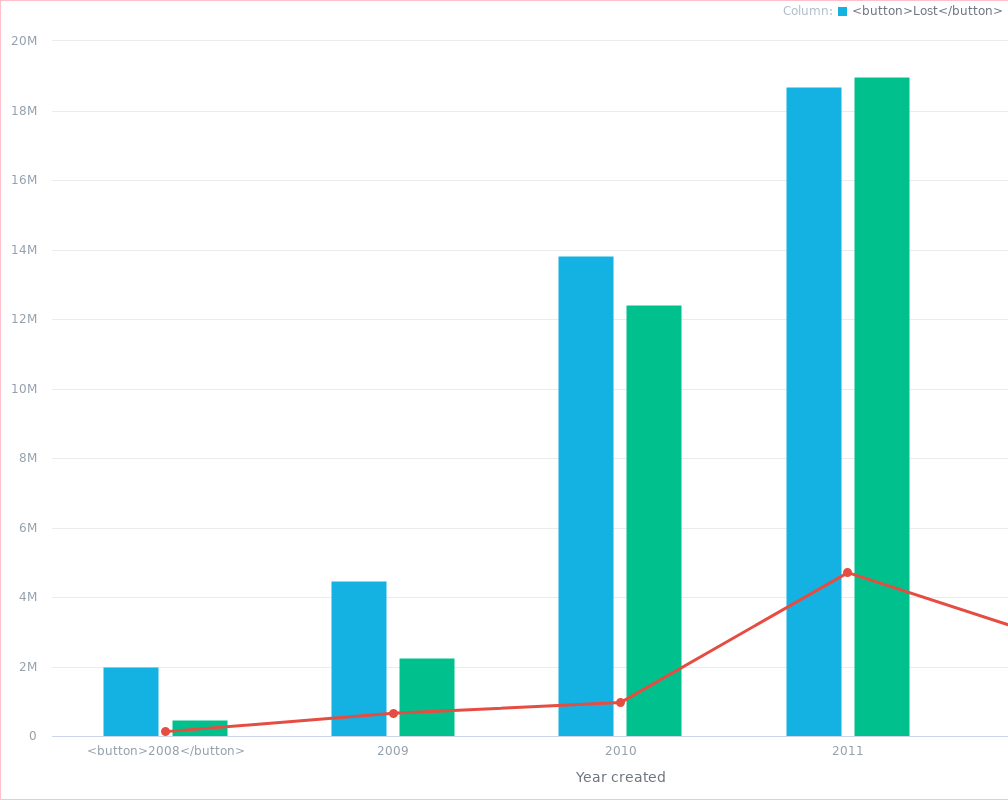 Column: <button>Lost</button>
20M
18M
16M
14M
12M
10M
8M
6M
4M
2M
0
<button>2008</button> 2009 2010 2011
Year created